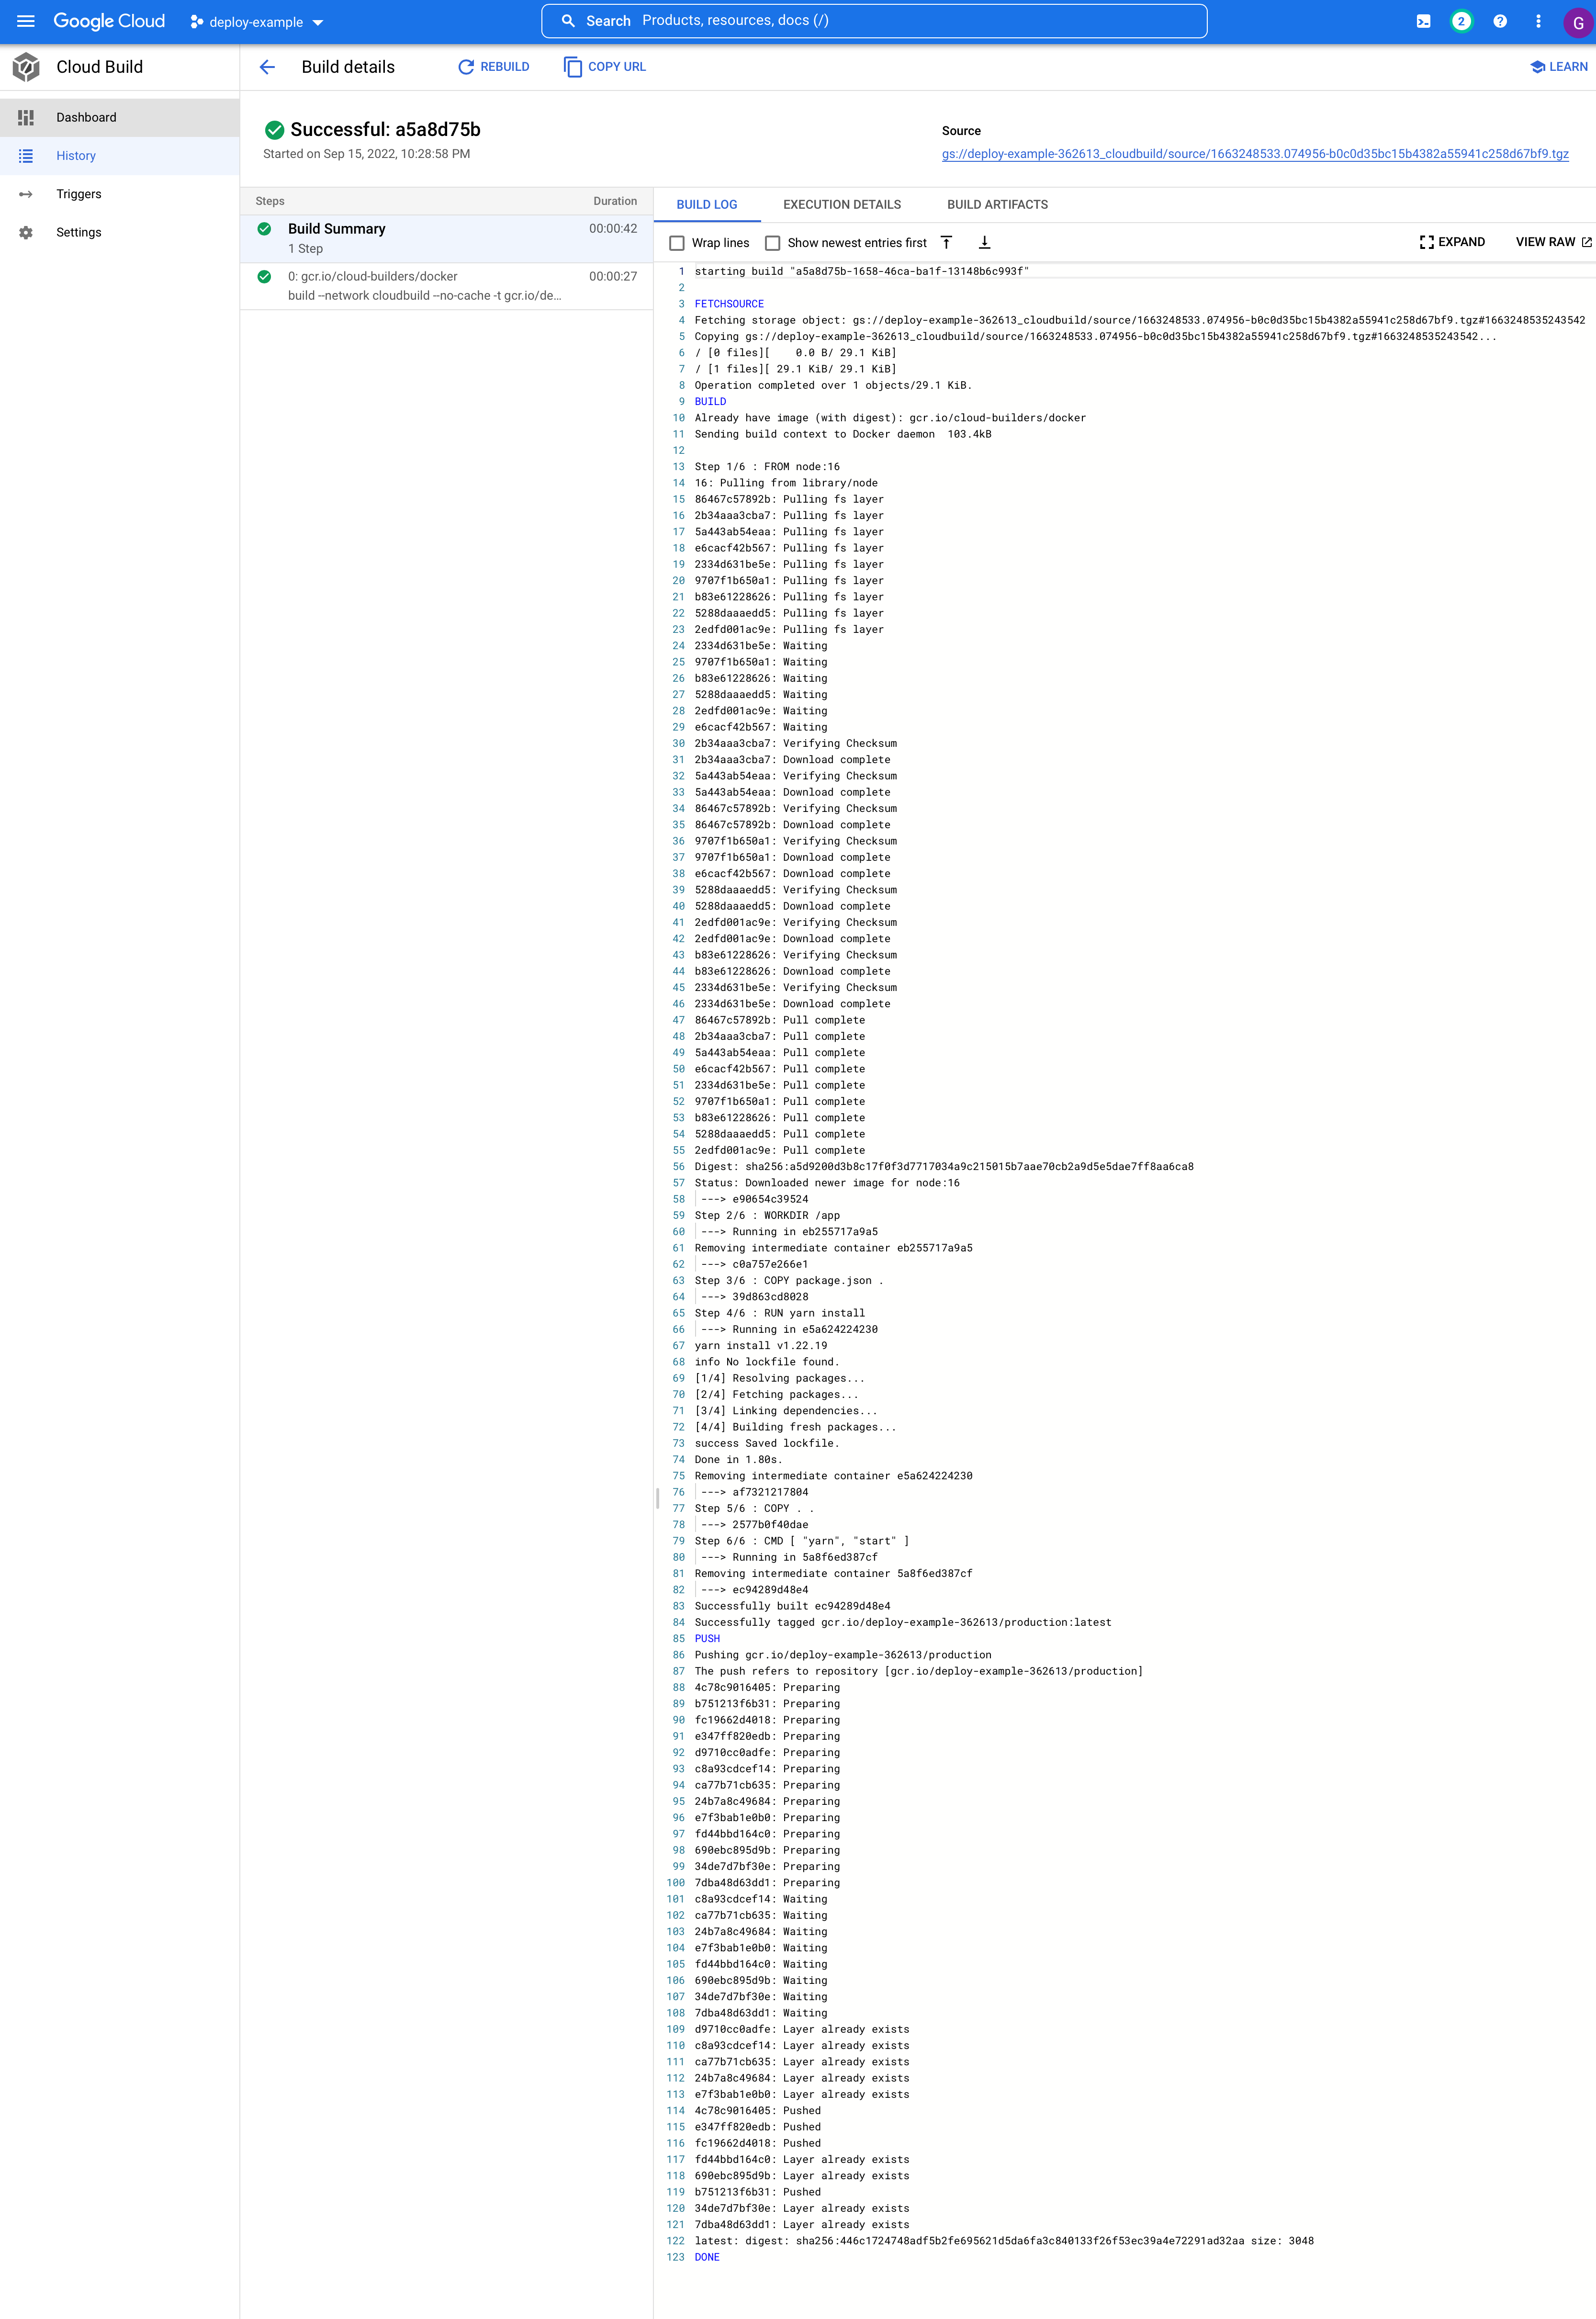 Google Cloud
deploy-example
Search Products, resources, docs (/)
2
G
Cloud Build
Build details
REBUILD
COPY URL
LEARN
Dashboard
History
Triggers
Settings
Successful: a5a8d75b
Started on Sep 15, 2022, 10:28:58 PM
Source
gs://deploy-example-362613_cloudbuild/source/1663248533.074956-b0c0d35bc15b4382a55941c258d67bf9.tgz
Steps Duration
Build Summary 00:00:42
1 Step
0: gcr.io/cloud-builders/docker 00:00:27
build --network cloudbuild --no-cache -t gcr.io/de...
BUILD LOG EXECUTION DETAILS BUILD ARTIFACTS
Wrap lines Show newest entries first EXPAND VIEW RAW
1 starting build "a5a8d75b-1658-46ca-ba1f-13148b6c993f"
2
3 FETCHSOURCE
4 Fetching storage object: gs://deploy-example-362613_cloudbuild/source/1663248533.074956-b0c0d35bc15b4382a55941c258d67bf9.tgz#1663248535243542
5 Copying gs://deploy-example-362613_cloudbuild/source/1663248533.074956-b0c0d35bc15b4382a55941c258d67bf9.tgz#1663248535243542...
6 / [0 files][    0.0 B/ 29.1 KiB]
7 / [1 files][ 29.1 KiB/ 29.1 KiB]
8 Operation completed over 1 objects/29.1 KiB.
9 BUILD
10 Already have image (with digest): gcr.io/cloud-builders/docker
11 Sending build context to Docker daemon  103.4kB
12
13 Step 1/6 : FROM node:16
14 16: Pulling from library/node
15 86467c57892b: Pulling fs layer
16 2b34aaa3cba7: Pulling fs layer
17 5a443ab54eaa: Pulling fs layer
18 e6cacf42b567: Pulling fs layer
19 2334d631be5e: Pulling fs layer
20 9707f1b650a1: Pulling fs layer
21 b83e61228626: Pulling fs layer
22 5288daaaedd5: Pulling fs layer
23 2edfd001ac9e: Pulling fs layer
24 2334d631be5e: Waiting
25 9707f1b650a1: Waiting
26 b83e61228626: Waiting
27 5288daaaedd5: Waiting
28 2edfd001ac9e: Waiting
29 e6cacf42b567: Waiting
30 2b34aaa3cba7: Verifying Checksum
31 2b34aaa3cba7: Download complete
32 5a443ab54eaa: Verifying Checksum
33 5a443ab54eaa: Download complete
34 86467c57892b: Verifying Checksum
35 86467c57892b: Download complete
36 9707f1b650a1: Verifying Checksum
37 9707f1b650a1: Download complete
38 e6cacf42b567: Download complete
39 5288daaaedd5: Verifying Checksum
40 5288daaaedd5: Download complete
41 2edfd001ac9e: Verifying Checksum
42 2edfd001ac9e: Download complete
43 b83e61228626: Verifying Checksum
44 b83e61228626: Download complete
45 2334d631be5e: Verifying Checksum
46 2334d631be5e: Download complete
47 86467c57892b: Pull complete
48 2b34aaa3cba7: Pull complete
49 5a443ab54eaa: Pull complete
50 e6cacf42b567: Pull complete
51 2334d631be5e: Pull complete
52 9707f1b650a1: Pull complete
53 b83e61228626: Pull complete
54 5288daaaedd5: Pull complete
55 2edfd001ac9e: Pull complete
56 Digest: sha256:a5d9200d3b8c17f0f3d7717034a9c215015b7aae70cb2a9d5e5dae7ff8aa6ca8
57 Status: Downloaded newer image for node:16
58 ---> e90654c39524
59 Step 2/6 : WORKDIR /app
60 ---> Running in eb255717a9a5
61 Removing intermediate container eb255717a9a5
62 ---> c0a757e266e1
63 Step 3/6 : COPY package.json .
64 ---> 39d863cd8028
65 Step 4/6 : RUN yarn install
66 ---> Running in e5a624224230
67 yarn install v1.22.19
68 info No lockfile found.
69 [1/4] Resolving packages...
70 [2/4] Fetching packages...
71 [3/4] Linking dependencies...
72 [4/4] Building fresh packages...
73 success Saved lockfile.
74 Done in 1.80s.
75 Removing intermediate container e5a624224230
76 ---> af7321217804
77 Step 5/6 : COPY . .
78 ---> 2577b0f40dae
79 Step 6/6 : CMD [ "yarn", "start" ]
80 ---> Running in 5a8f6ed387cf
81 Removing intermediate container 5a8f6ed387cf
82 ---> ec94289d48e4
83 Successfully built ec94289d48e4
84 Successfully tagged gcr.io/deploy-example-362613/production:latest
85 PUSH
86 Pushing gcr.io/deploy-example-362613/production
87 The push refers to repository [gcr.io/deploy-example-362613/production]
88 4c78c9016405: Preparing
89 b751213f6b31: Preparing
90 fc19662d4018: Preparing
91 e347ff820edb: Preparing
92 d9710cc0adfe: Preparing
93 c8a93cdcef14: Preparing
94 ca77b71cb635: Preparing
95 24b7a8c49684: Preparing
96 e7f3bab1e0b0: Preparing
97 fd44bbd164c0: Preparing
98 690ebc895d9b: Preparing
99 34de7d7bf30e: Preparing
100 7dba48d63dd1: Preparing
101 c8a93cdcef14: Waiting
102 ca77b71cb635: Waiting
103 24b7a8c49684: Waiting
104 e7f3bab1e0b0: Waiting
105 fd44bbd164c0: Waiting
106 690ebc895d9b: Waiting
107 34de7d7bf30e: Waiting
108 7dba48d63dd1: Waiting
109 d9710cc0adfe: Layer already exists
110 c8a93cdcef14: Layer already exists
111 ca77b71cb635: Layer already exists
112 24b7a8c49684: Layer already exists
113 e7f3bab1e0b0: Layer already exists
114 4c78c9016405: Pushed
115 e347ff820edb: Pushed
116 fc19662d4018: Pushed
117 fd44bbd164c0: Layer already exists
118 690ebc895d9b: Layer already exists
119 b751213f6b31: Pushed
120 34de7d7bf30e: Layer already exists
121 7dba48d63dd1: Layer already exists
122 latest: digest: sha256:446c1724748adf5b2fe695621d5da6fa3c840133f26f53ec39a4e72291ad32aa size: 3048
123 DONE